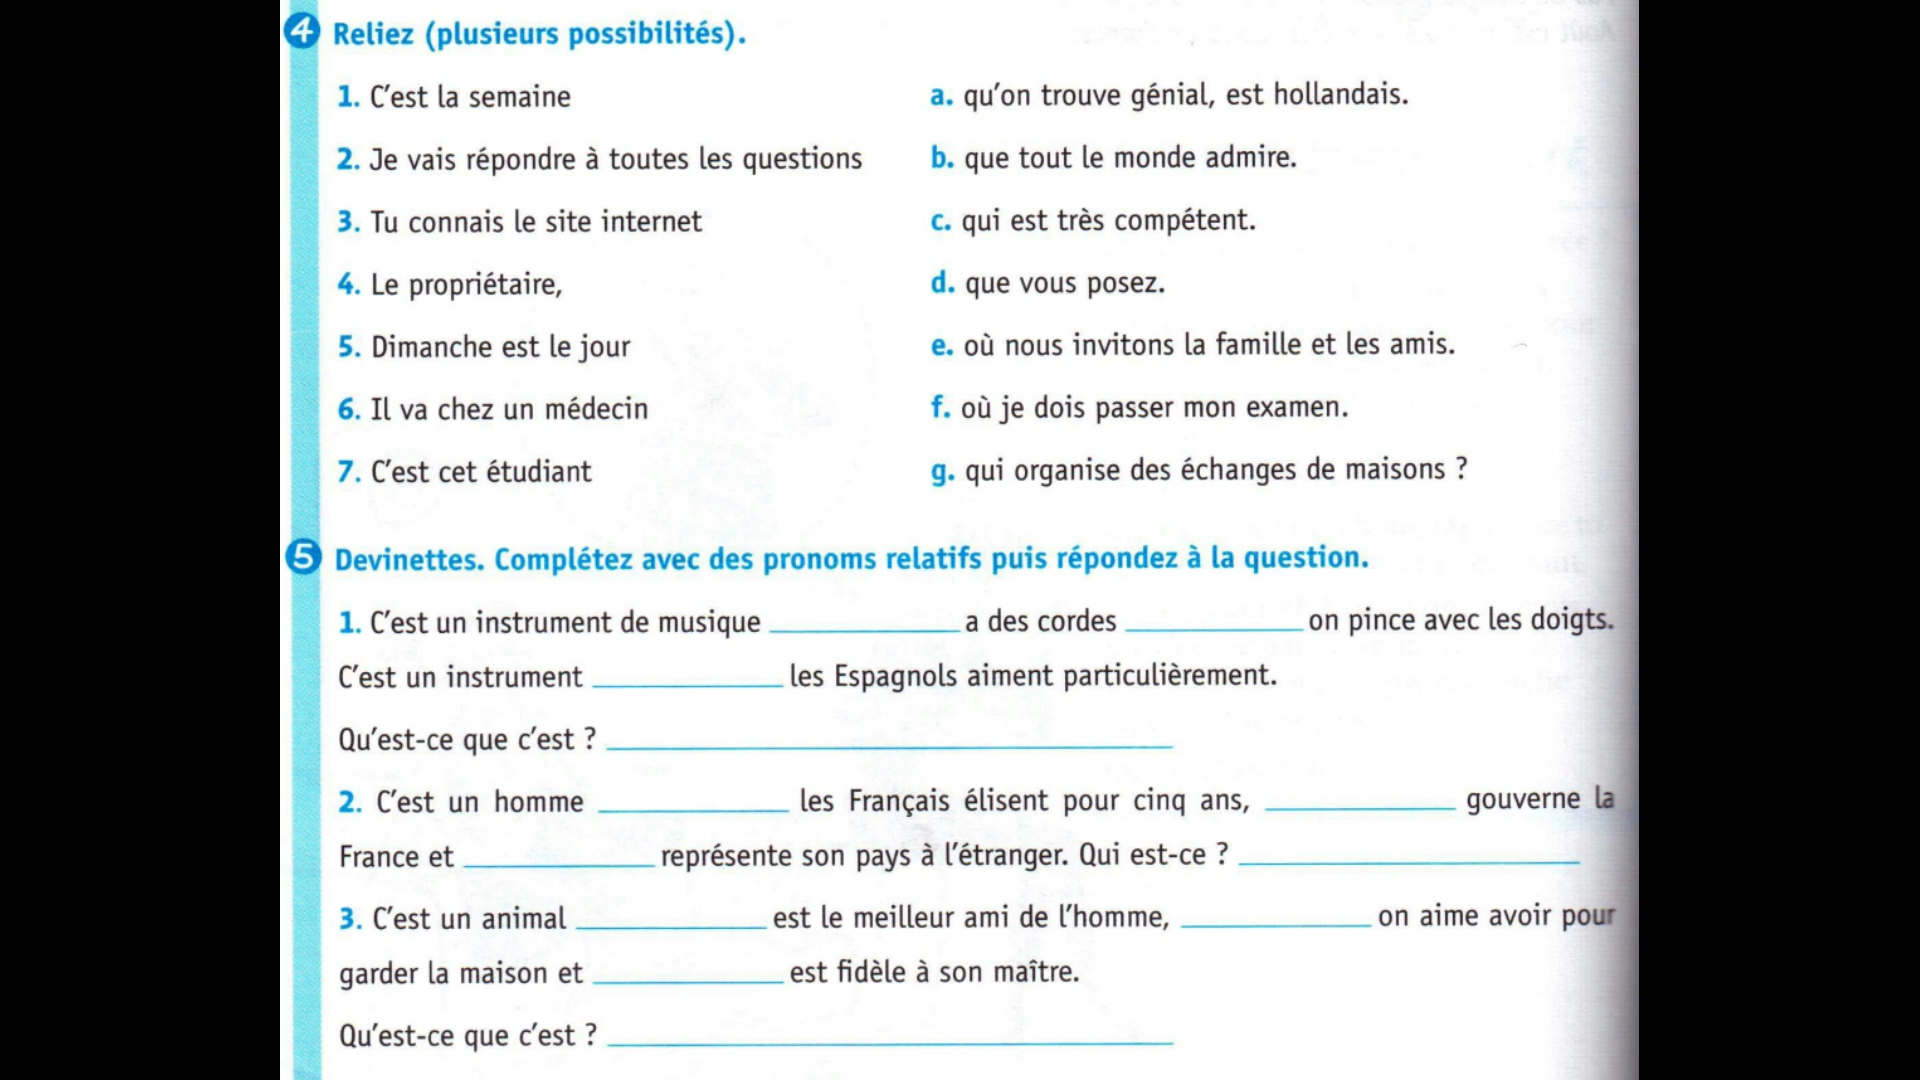 4 Reliez (plusieurs possibilités).
1. C'est la semaine
a. qu'on trouve génial, est hollandais.
2. Je vais répondre à toutes les questions
b. que tout le monde admire.
3. Tu connais le site internet
c. qui est très compétent.
4. Le propriétaire,
d. que vous posez.
5. Dimanche est le jour
e. où nous invitons la famille et les amis.
6. Il va chez un médecin
f. où je dois passer mon examen.
7. C'est cet étudiant
g. qui organise des échanges de maisons ?
5 Devinettes. Complétez avec des pronoms relatifs puis répondez à la question.
1. C'est un instrument de musique ____________ a des cordes ____________ on pince avec les doigts.
C'est un instrument ____________ les Espagnols aiment particulièrement.
Qu'est-ce que c'est ? ____________
2. C'est un homme ____________ les Français élisent pour cinq ans, ____________ gouverne la
France et ____________ représente son pays à l'étranger. Qui est-ce ? ____________
3. C'est un animal ____________ est le meilleur ami de l'homme, ____________ on aime avoir pour
garder la maison et ____________ est fidèle à son maître.
Qu'est-ce que c'est ? ____________